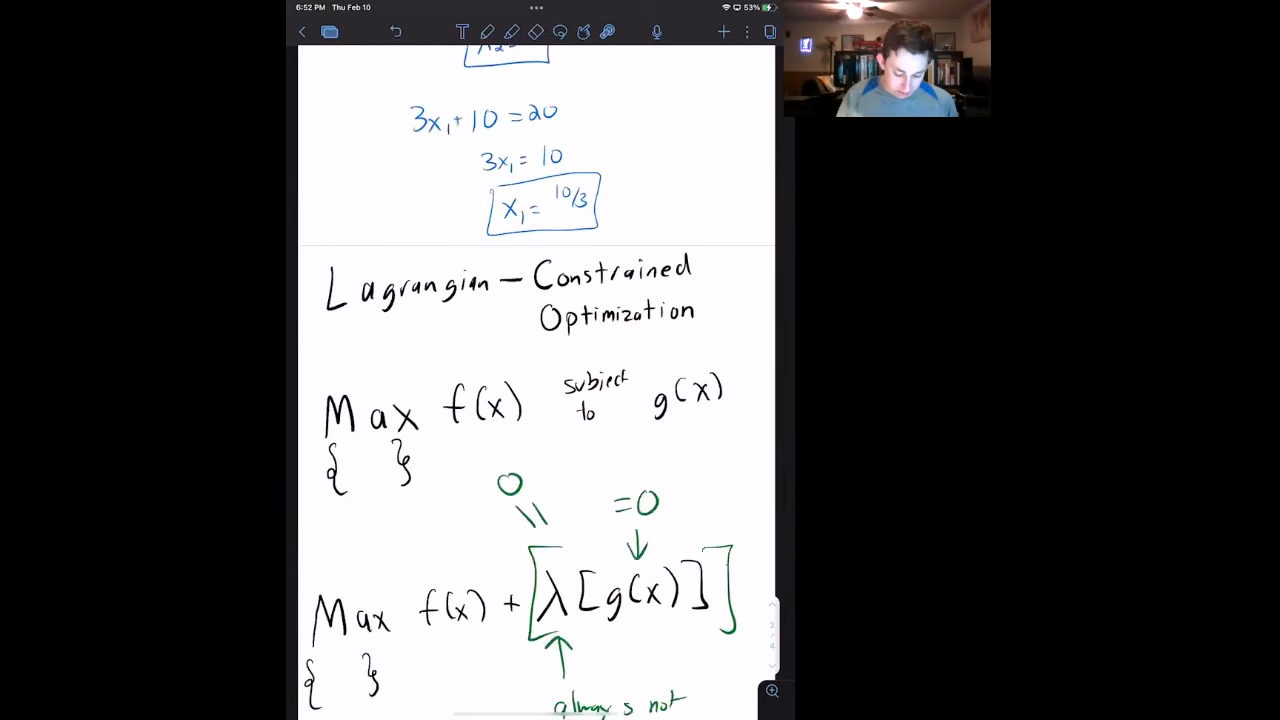 6:52 PM Thu Feb 10
53%
3x₁ + 10 = 20
3x₁ = 10
x₁ = 10/3
Lagrangian — Constrained
Optimization
Max f(x) subject to g(x)
{ }
0
=0
Max f(x) + [λ[g(x)]]
{ }
always not